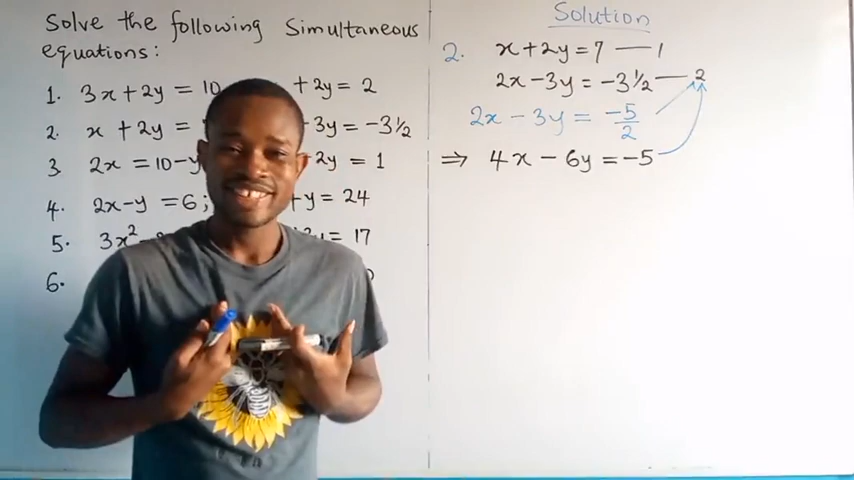 Solve the following Simultaneous
equations:
1. 3x + 2y = 10 + 2y = 2
2. x + 2y = -3y = -3½
3 2x = 10 - y +2y = 1
4. 2x - y = 6; + y = 24
5. 3x² = 17
6.
Solution
2. x + 2y = 7 — 1
2x - 3y = -3½ — 2
2x - 3y = -5/2
⇒ 4x - 6y = -5